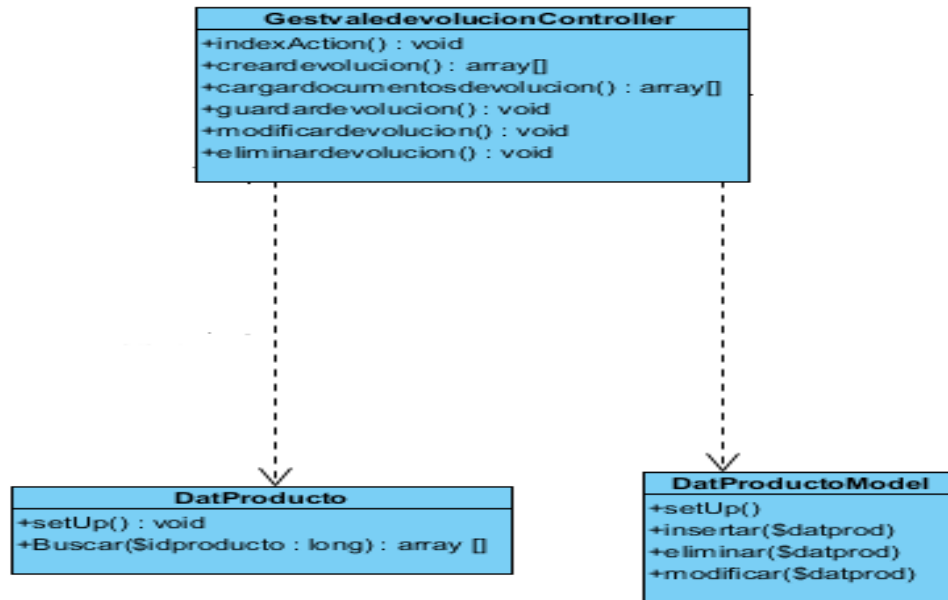 GestvaledevolucionController
+indexAction() : void
+creardevolucion() : array[]
+cargardocumentosdevolucion() : array[]
+guardardevolucion() : void
+modificardevolucion() : void
+eliminardevolucion() : void
DatProducto
+setUp() : void
+Buscar($idproducto : long) : array []
DatProductoModel
+setUp()
+insertar($datprod)
+eliminar($datprod)
+modificar($datprod)